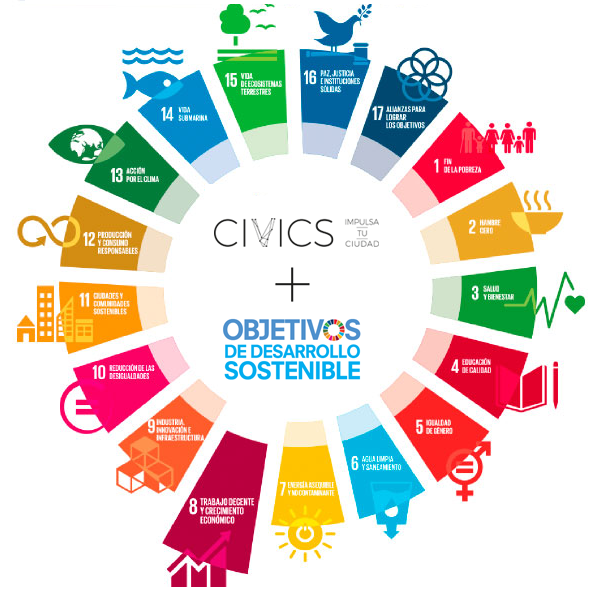 CIVICS
IMPULSA
TU
CIUDAD
+
OBJETIVOS
DE DESARROLLO
SOSTENIBLE
1 FIN
DE LA POBREZA
2 HAMBRE
CERO
3 SALUD
Y BIENESTAR
4 EDUCACIÓN
DE CALIDAD
5 IGUALDAD
DE GÉNERO
6 AGUA LIMPIA
Y SANEAMIENTO
7 ENERGÍA ASEQUIBLE
Y NO CONTAMINANTE
8 TRABAJO DECENTE
Y CRECIMIENTO
ECONÓMICO
9 INDUSTRIA,
INNOVACIÓN E
INFRAESTRUCTURA
10 REDUCCIÓN DE LAS
DESIGUALDADES
11 CIUDADES Y
COMUNIDADES
SOSTENIBLES
12 PRODUCCIÓN
Y CONSUMO
RESPONSABLES
13 ACCIÓN
POR EL CLIMA
14 VIDA
SUBMARINA
15 VIDA
DE ECOSISTEMAS
TERRESTRES
16 PAZ, JUSTICIA
E INSTITUCIONES
SÓLIDAS
17 ALIANZAS PARA
LOGRAR
LOS OBJETIVOS